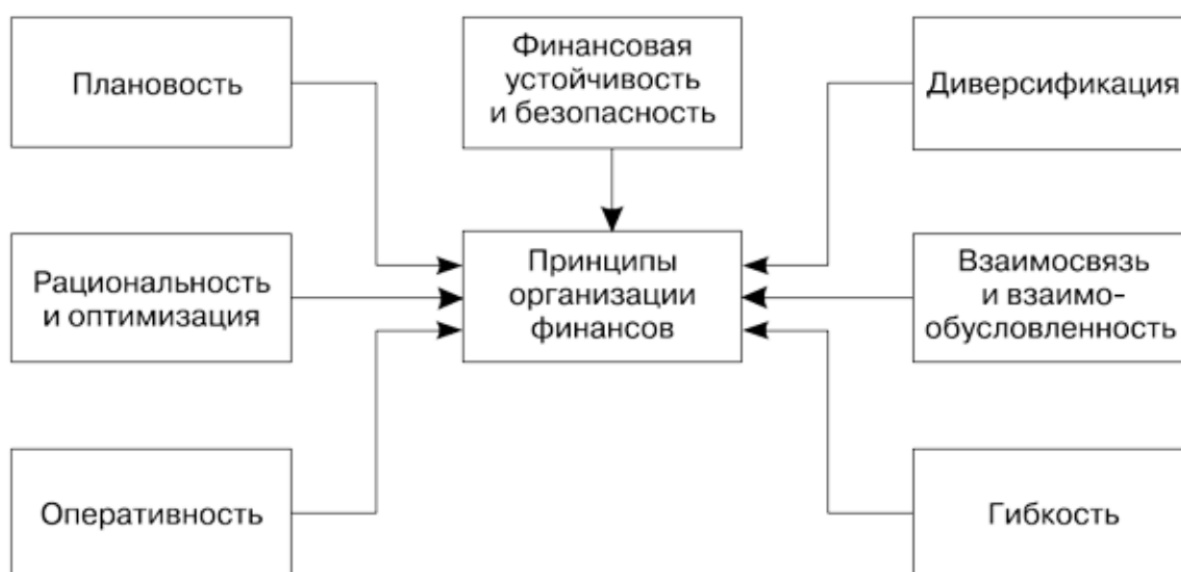 Плановость
Финансовая
устойчивость
и безопасность
Диверсификация
Рациональность
и оптимизация
Принципы
организации
финансов
Взаимосвязь
и взаимо-
обусловленность
Оперативность
Гибкость